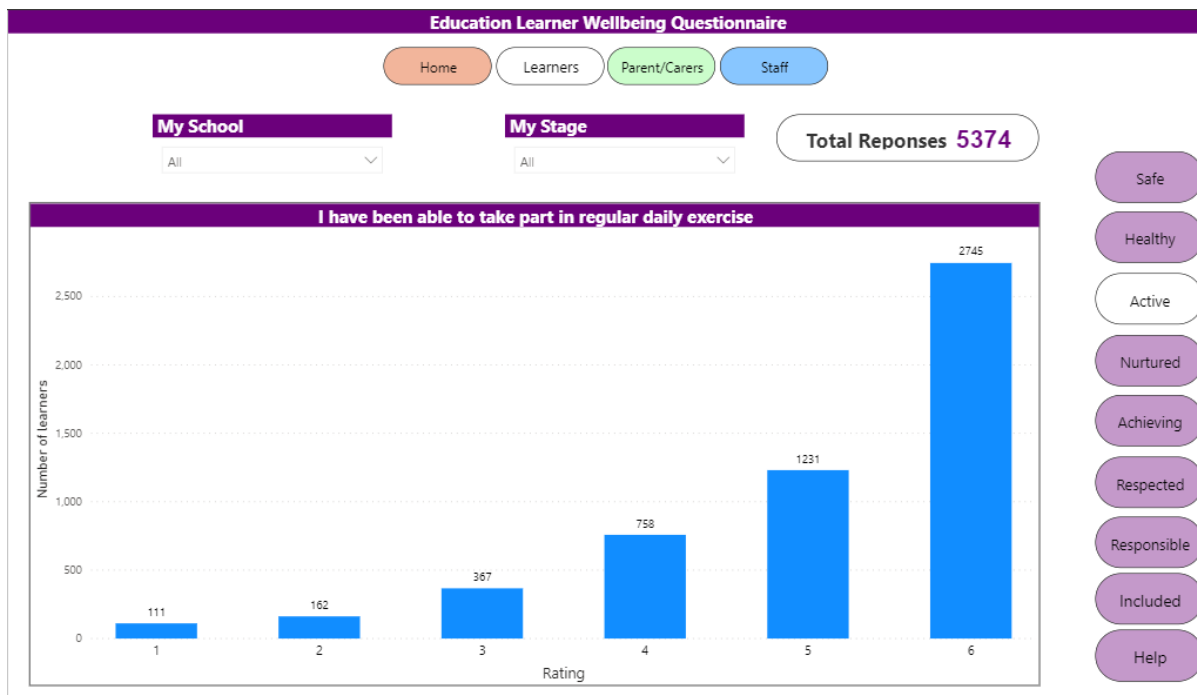 Education Learner Wellbeing Questionnaire
Home
Learners
Parent/Carers
Staff
My School
All
My Stage
All
Total Reponses 5374
I have been able to take part in regular daily exercise
Number of learners
2,500
2,000
1,500
1,000
500
0
111
162
367
758
1231
2745
1
2
3
4
5
6
Rating
Safe
Healthy
Active
Nurtured
Achieving
Respected
Responsible
Included
Help